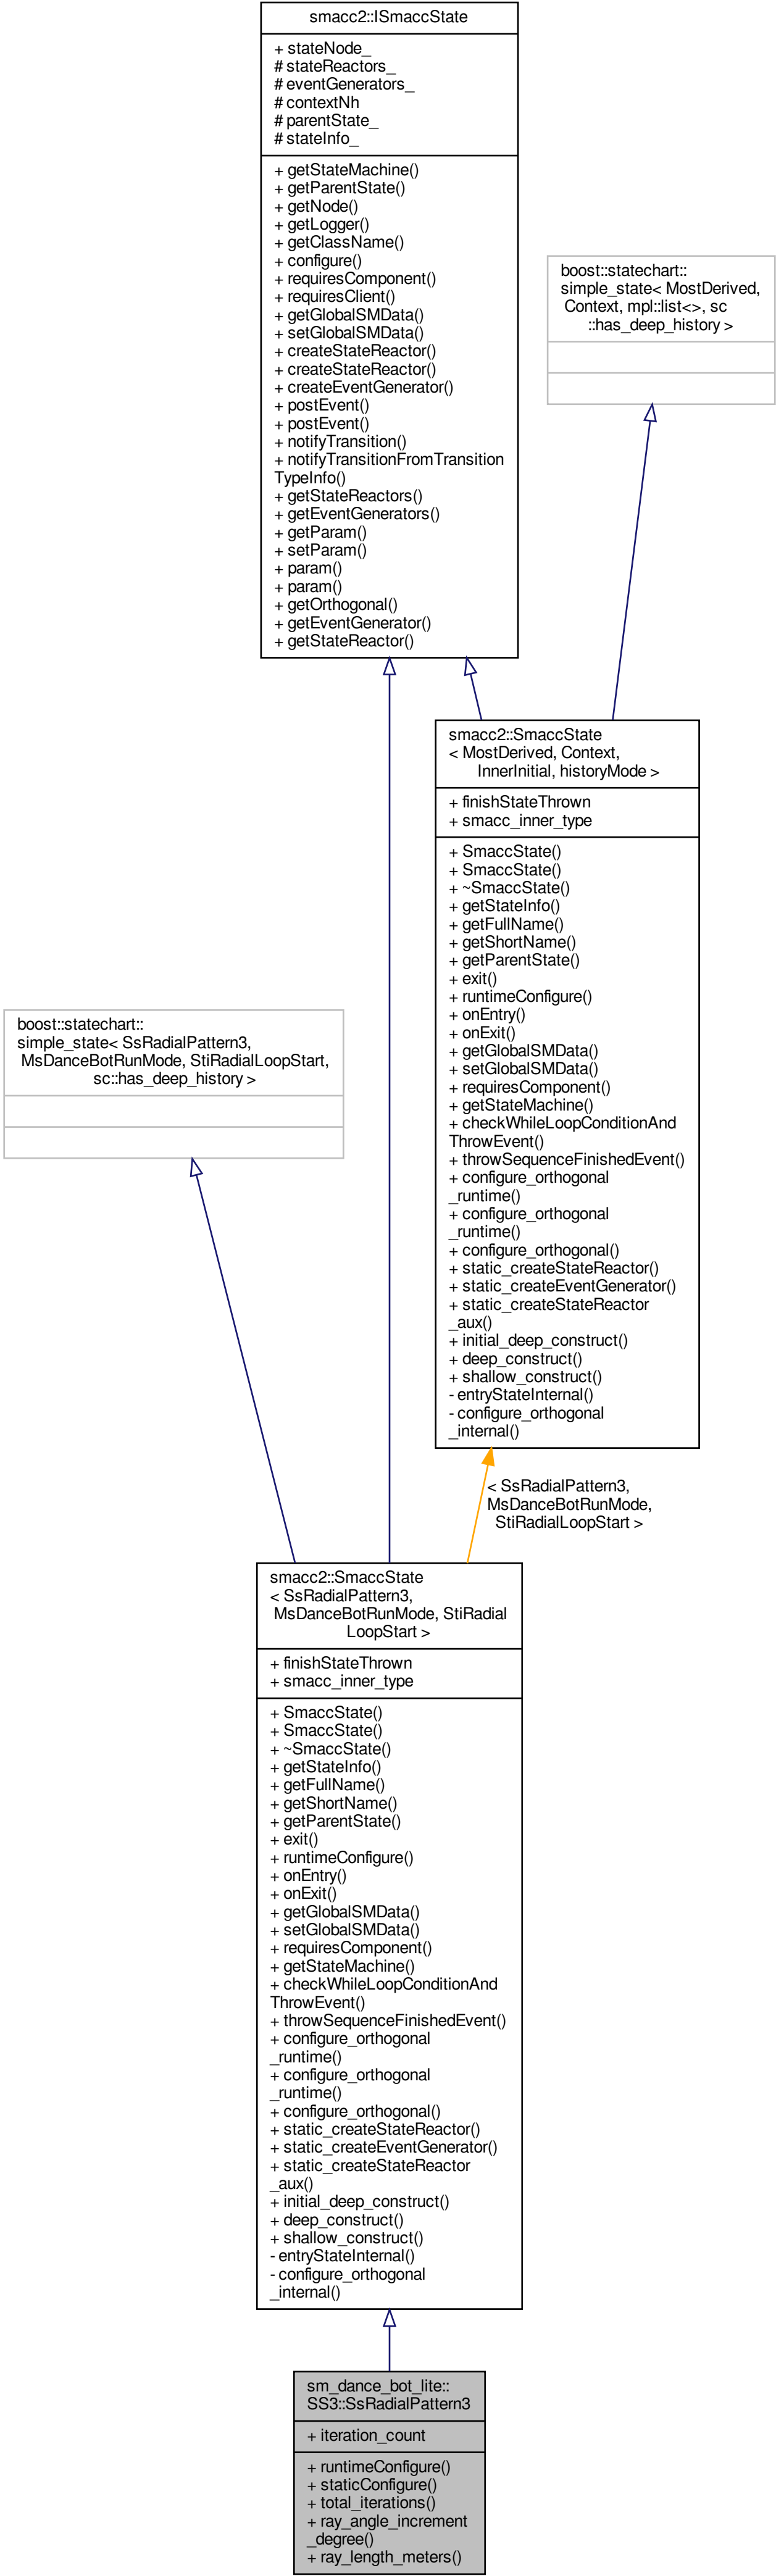 smacc2::ISmaccState
+ stateNode_
# stateReactors_
# eventGenerators_
# contextNh
# parentState_
# stateInfo_
+ getStateMachine()
+ getParentState()
+ getNode()
+ getLogger()
+ getClassName()
+ configure()
+ requiresComponent()
+ requiresClient()
+ getGlobalSMData()
+ setGlobalSMData()
+ createStateReactor()
+ createStateReactor()
+ createEventGenerator()
+ postEvent()
+ postEvent()
+ notifyTransition()
+ notifyTransitionFromTransition
TypeInfo()
+ getStateReactors()
+ getEventGenerators()
+ getParam()
+ setParam()
+ param()
+ param()
+ getOrthogonal()
+ getEventGenerator()
+ getStateReactor()
boost::statechart::
simple_state< MostDerived,
Context, mpl::list<>, sc
::has_deep_history >
smacc2::SmaccState
< MostDerived, Context,
InnerInitial, historyMode >
+ finishStateThrown
+ smacc_inner_type
+ SmaccState()
+ SmaccState()
+ ~SmaccState()
+ getStateInfo()
+ getFullName()
+ getShortName()
+ getParentState()
+ exit()
+ runtimeConfigure()
+ onEntry()
+ onExit()
+ getGlobalSMData()
+ setGlobalSMData()
+ requiresComponent()
+ getStateMachine()
+ checkWhileLoopConditionAnd
ThrowEvent()
+ throwSequenceFinishedEvent()
+ configure_orthogonal
_runtime()
+ configure_orthogonal
_runtime()
+ configure_orthogonal()
+ static_createStateReactor()
+ static_createEventGenerator()
+ static_createStateReactor
_aux()
+ initial_deep_construct()
+ deep_construct()
+ shallow_construct()
- entryStateInternal()
- configure_orthogonal
_internal()
boost::statechart::
simple_state< SsRadialPattern3,
MsDanceBotRunMode, StiRadialLoopStart,
sc::has_deep_history >
< SsRadialPattern3,
MsDanceBotRunMode,
StiRadialLoopStart >
smacc2::SmaccState
< SsRadialPattern3,
MsDanceBotRunMode, StiRadial
LoopStart >
+ finishStateThrown
+ smacc_inner_type
+ SmaccState()
+ SmaccState()
+ ~SmaccState()
+ getStateInfo()
+ getFullName()
+ getShortName()
+ getParentState()
+ exit()
+ runtimeConfigure()
+ onEntry()
+ onExit()
+ getGlobalSMData()
+ setGlobalSMData()
+ requiresComponent()
+ getStateMachine()
+ checkWhileLoopConditionAnd
ThrowEvent()
+ throwSequenceFinishedEvent()
+ configure_orthogonal
_runtime()
+ configure_orthogonal
_runtime()
+ configure_orthogonal()
+ static_createStateReactor()
+ static_createEventGenerator()
+ static_createStateReactor
_aux()
+ initial_deep_construct()
+ deep_construct()
+ shallow_construct()
- entryStateInternal()
- configure_orthogonal
_internal()
sm_dance_bot_lite::
SS3::SsRadialPattern3
+ iteration_count
+ runtimeConfigure()
+ staticConfigure()
+ total_iterations()
+ ray_angle_increment
_degree()
+ ray_length_meters()